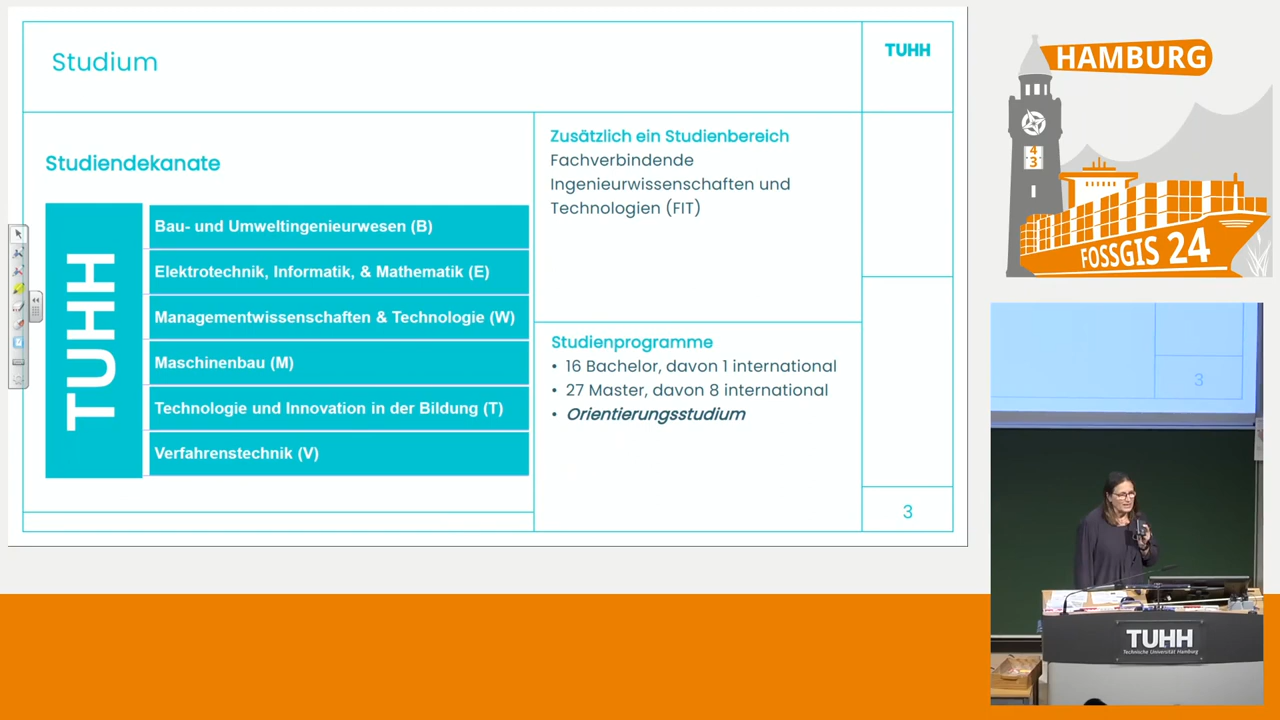 Studium
TUHH
Studiendekanate
TUHH
Bau- und Umweltingenieurwesen (B)
Elektrotechnik, Informatik, & Mathematik (E)
Managementwissenschaften & Technologie (W)
Maschinenbau (M)
Technologie und Innovation in der Bildung (T)
Verfahrenstechnik (V)
Zusätzlich ein Studienbereich
Fachverbindende
Ingenieurwissenschaften und
Technologien (FIT)
Studienprogramme
• 16 Bachelor, davon 1 international
• 27 Master, davon 8 international
• Orientierungsstudium
3
HAMBURG
4
3
FOSSGIS 24
3
TUHH
Technische Universität Hamburg